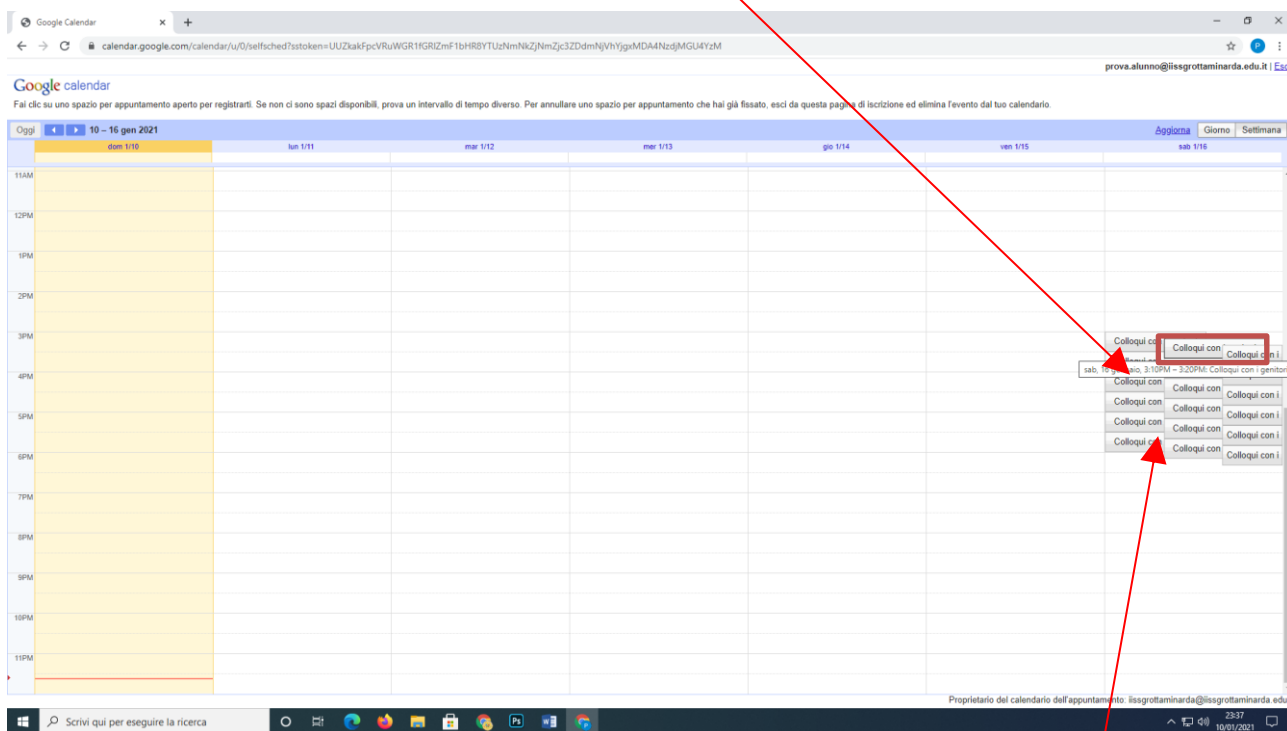 Google Calendar
calendar.google.com/calendar/u/0/selfsched?sstoken=UUZkakFpcVRuWGR1fGRlZmF1bHR8YTUzNmNkZjNmZjc3ZDdmNjVhYjgxMDA4NzdjMGU4YzM
P
prova.alunno@iissgrottaminarda.edu.it | Esc
Google calendar
Fai clic su uno spazio per appuntamento aperto per registrarti. Se non ci sono spazi disponibili, prova un intervallo di tempo diverso. Per annullare uno spazio per appuntamento che hai già fissato, esci da questa pagina di iscrizione ed elimina l'evento dal tuo calendario.
Oggi 10 – 16 gen 2021 Aggiorna Giorno Settimana
dom 1/10 lun 1/11 mar 1/12 mer 1/13 gio 1/14 ven 1/15 sab 1/16
11AM
12PM
1PM
2PM
3PM
Colloqui con Colloqui con Colloqui con i
sab, 16 gennaio, 3:10PM – 3:20PM: Colloqui con i genitori
4PM
Colloqui con Colloqui con Colloqui con i
Colloqui con Colloqui con Colloqui con i
5PM
Colloqui con Colloqui con Colloqui con i
Colloqui con Colloqui con Colloqui con i
6PM
7PM
8PM
9PM
10PM
11PM
Proprietario del calendario dell'appuntamento: iissgrottaminarda@iissgrottaminarda.edu
Scrivi qui per eseguire la ricerca
Ps
23:37
10/01/2021